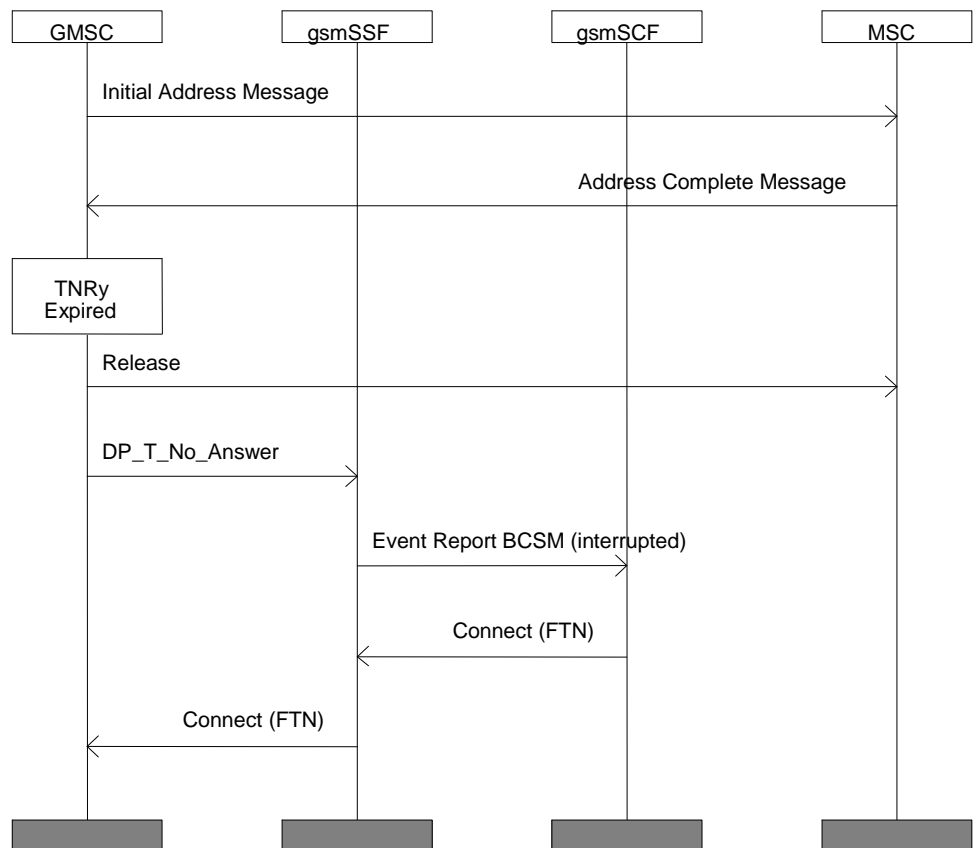 GMSC
gsmSSF
gsmSCF
MSC
Initial Address Message
Address Complete Message
TNRy
Expired
Release
DP_T_No_Answer
Event Report BCSM (interrupted)
Connect (FTN)
Connect (FTN)